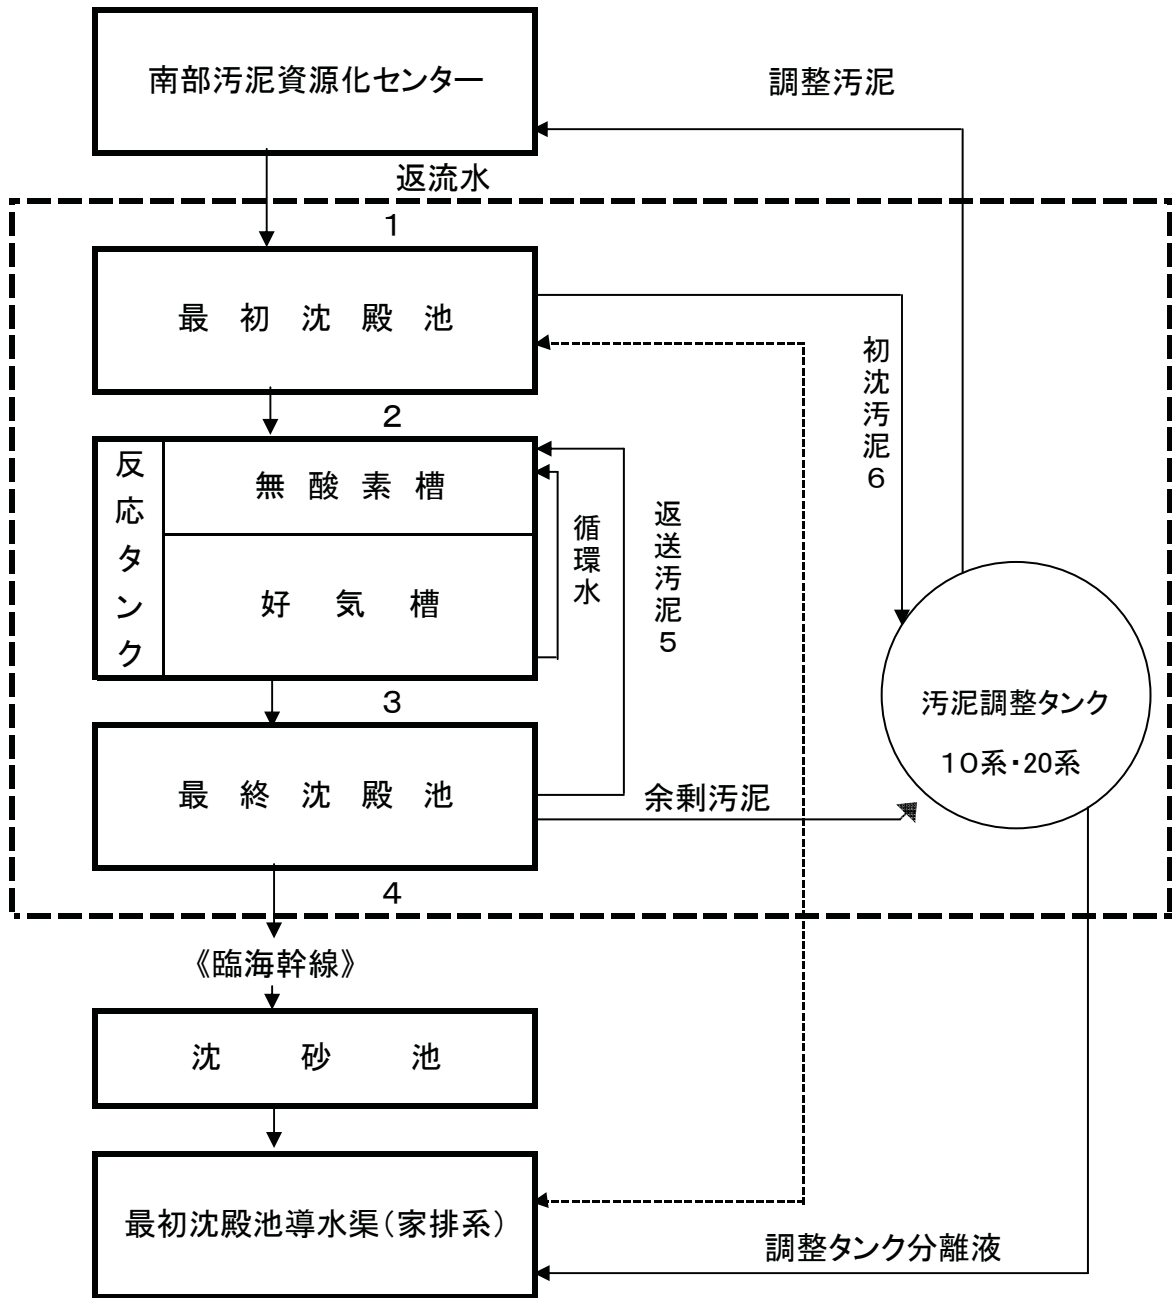 南部汚泥資源化センター
調整汚泥
返流水
1
最初沈殿池
初沈汚泥6
2
反応タンク
無酸素槽
循環水
返送汚泥5
好気槽
3
汚泥調整タンク
10系・20系
最終沈殿池
余剰汚泥
4
《臨海幹線》
沈砂池
最初沈殿池導水渠(家排系)
調整タンク分離液